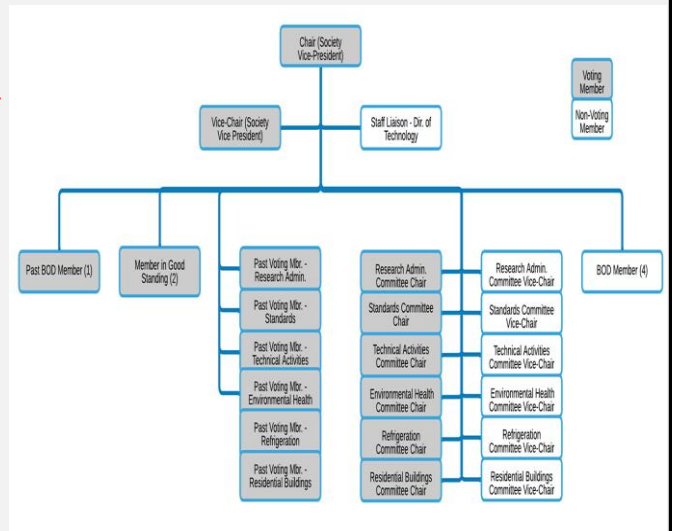 Chair (Society
Vice-President)
Voting
Member
Non-Voting
Member
Vice-Chair (Society
Vice President)
Staff Liaison - Dir. of
Technology
Past BOD Member (1)
Member in Good
Standing (2)
Past Voting Mbr. -
Research Admin.
Past Voting Mbr. -
Standards
Past Voting Mbr. -
Technical Activities
Past Voting Mbr. -
Environmental Health
Past Voting Mbr. -
Refrigeration
Past Voting Mbr. -
Residential Buildings
Research Admin.
Committee Chair
Standards Committee
Chair
Technical Activities
Committee Chair
Environmental Health
Committee Chair
Refrigeration
Committee Chair
Residential Buildings
Committee Chair
Research Admin.
Committee Vice-Chair
Standards Committee
Vice-Chair
Technical Activities
Committee Vice-Chair
Environmental Health
Committee Vice-Chair
Refrigeration
Committee Vice-Chair
Residential Buildings
Committee Vice-Chair
BOD Member (4)